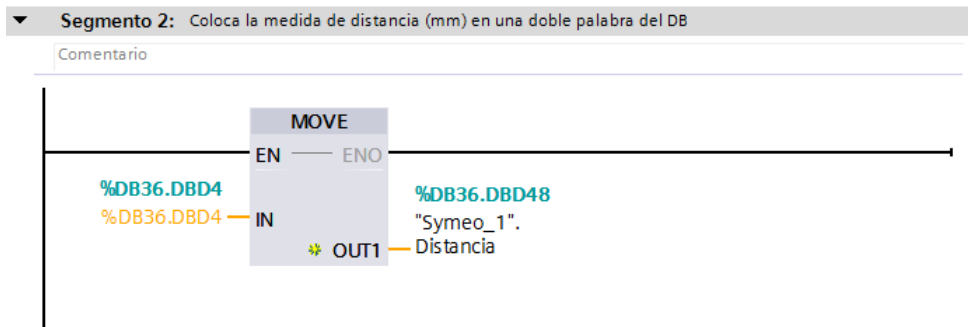 Segmento 2: Coloca la medida de distancia (mm) en una doble palabra del DB
Comentario
MOVE
EN ENO
%DB36.DBD4
%DB36.DBD4 IN
%DB36.DBD48
"Symeo_1".
OUT1 Distancia